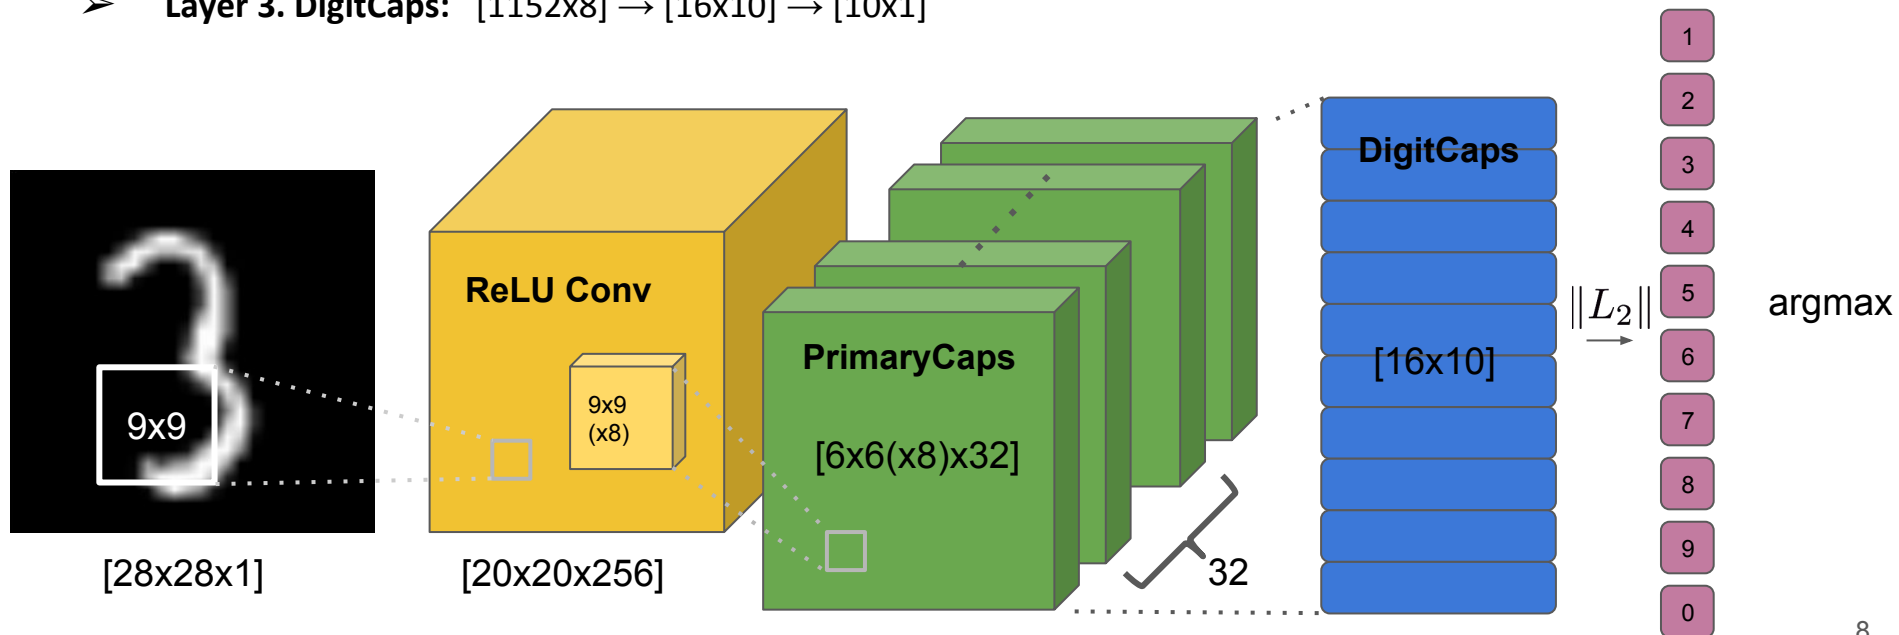 ➢ Layer 3. DigitCaps: [1152x8] → [16x10] → [10x1]
9x9
[28x28x1]
ReLU Conv
9x9
(x8)
[20x20x256]
PrimaryCaps
[6x6(x8)x32]
32
DigitCaps
[16x10]
‖L₂‖
→
1
2
3
4
5
6
7
8
9
0
argmax
8